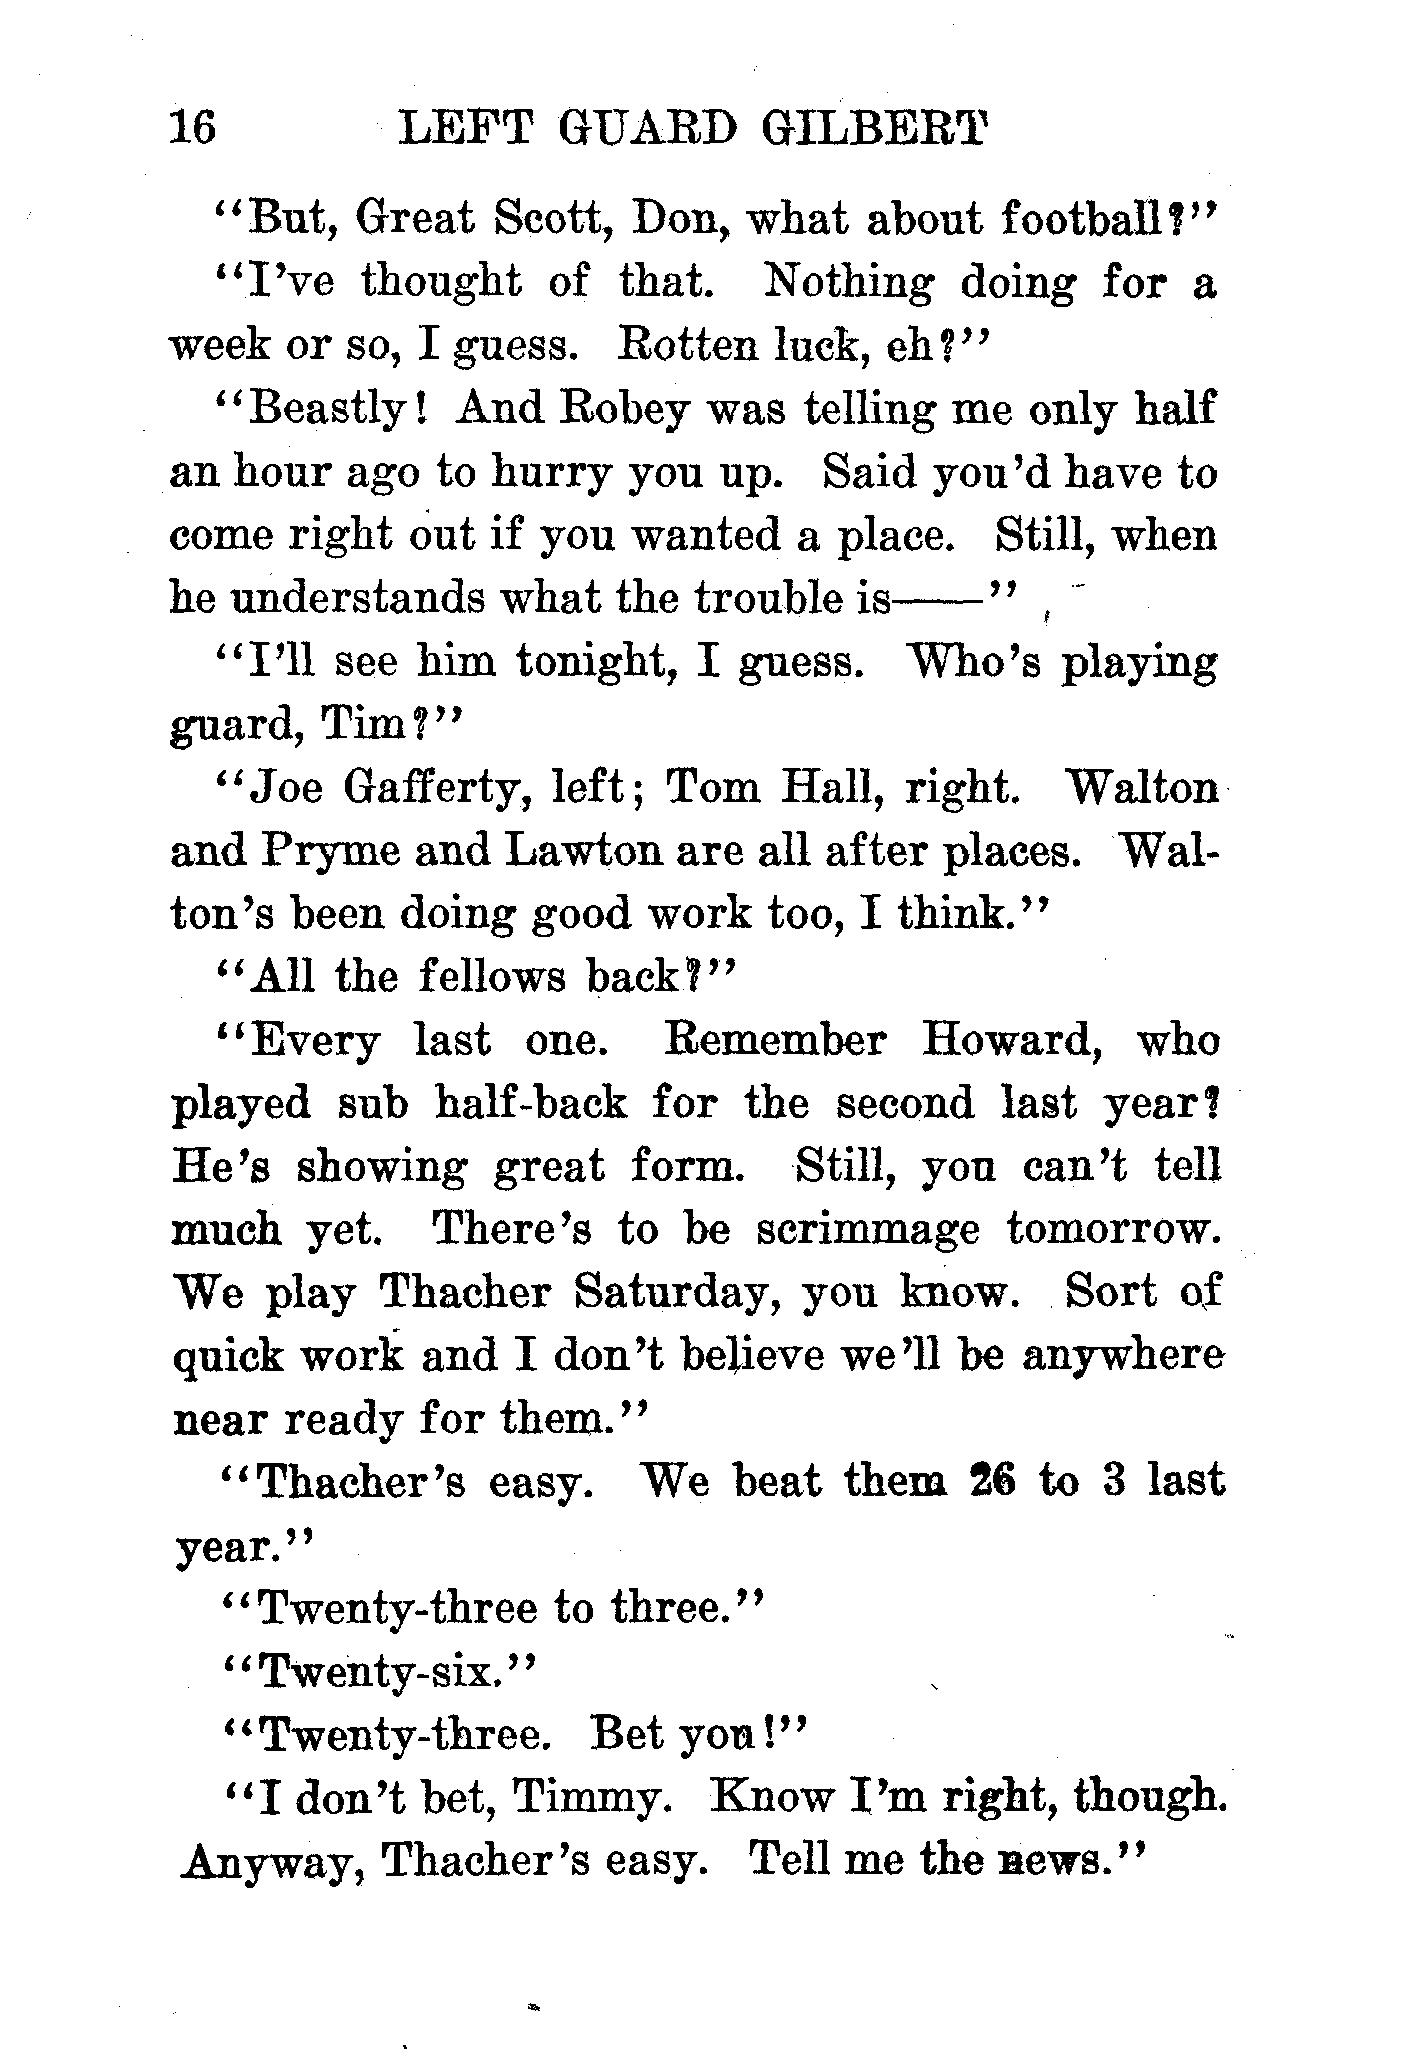 16 LEFT GUARD GILBERT
"But, Great Scott, Don, what about football?"
"I've thought of that. Nothing doing for a
week or so, I guess. Rotten luck, eh?"
"Beastly! And Robey was telling me only half
an hour ago to hurry you up. Said you'd have to
come right out if you wanted a place. Still, when
he understands what the trouble is——"
"I'll see him tonight, I guess. Who's playing
guard, Tim?"
"Joe Gafferty, left; Tom Hall, right. Walton
and Pryme and Lawton are all after places. Wal-
ton's been doing good work too, I think."
"All the fellows back?"
"Every last one. Remember Howard, who
played sub half-back for the second last year?
He's showing great form. Still, you can't tell
much yet. There's to be scrimmage tomorrow.
We play Thacher Saturday, you know. Sort of
quick work and I don't believe we'll be anywhere
near ready for them."
"Thacher's easy. We beat them 26 to 3 last
year."
"Twenty-three to three."
"Twenty-six."
"Twenty-three. Bet you!"
"I don't bet, Timmy. Know I'm right, though.
Anyway, Thacher's easy. Tell me the news."